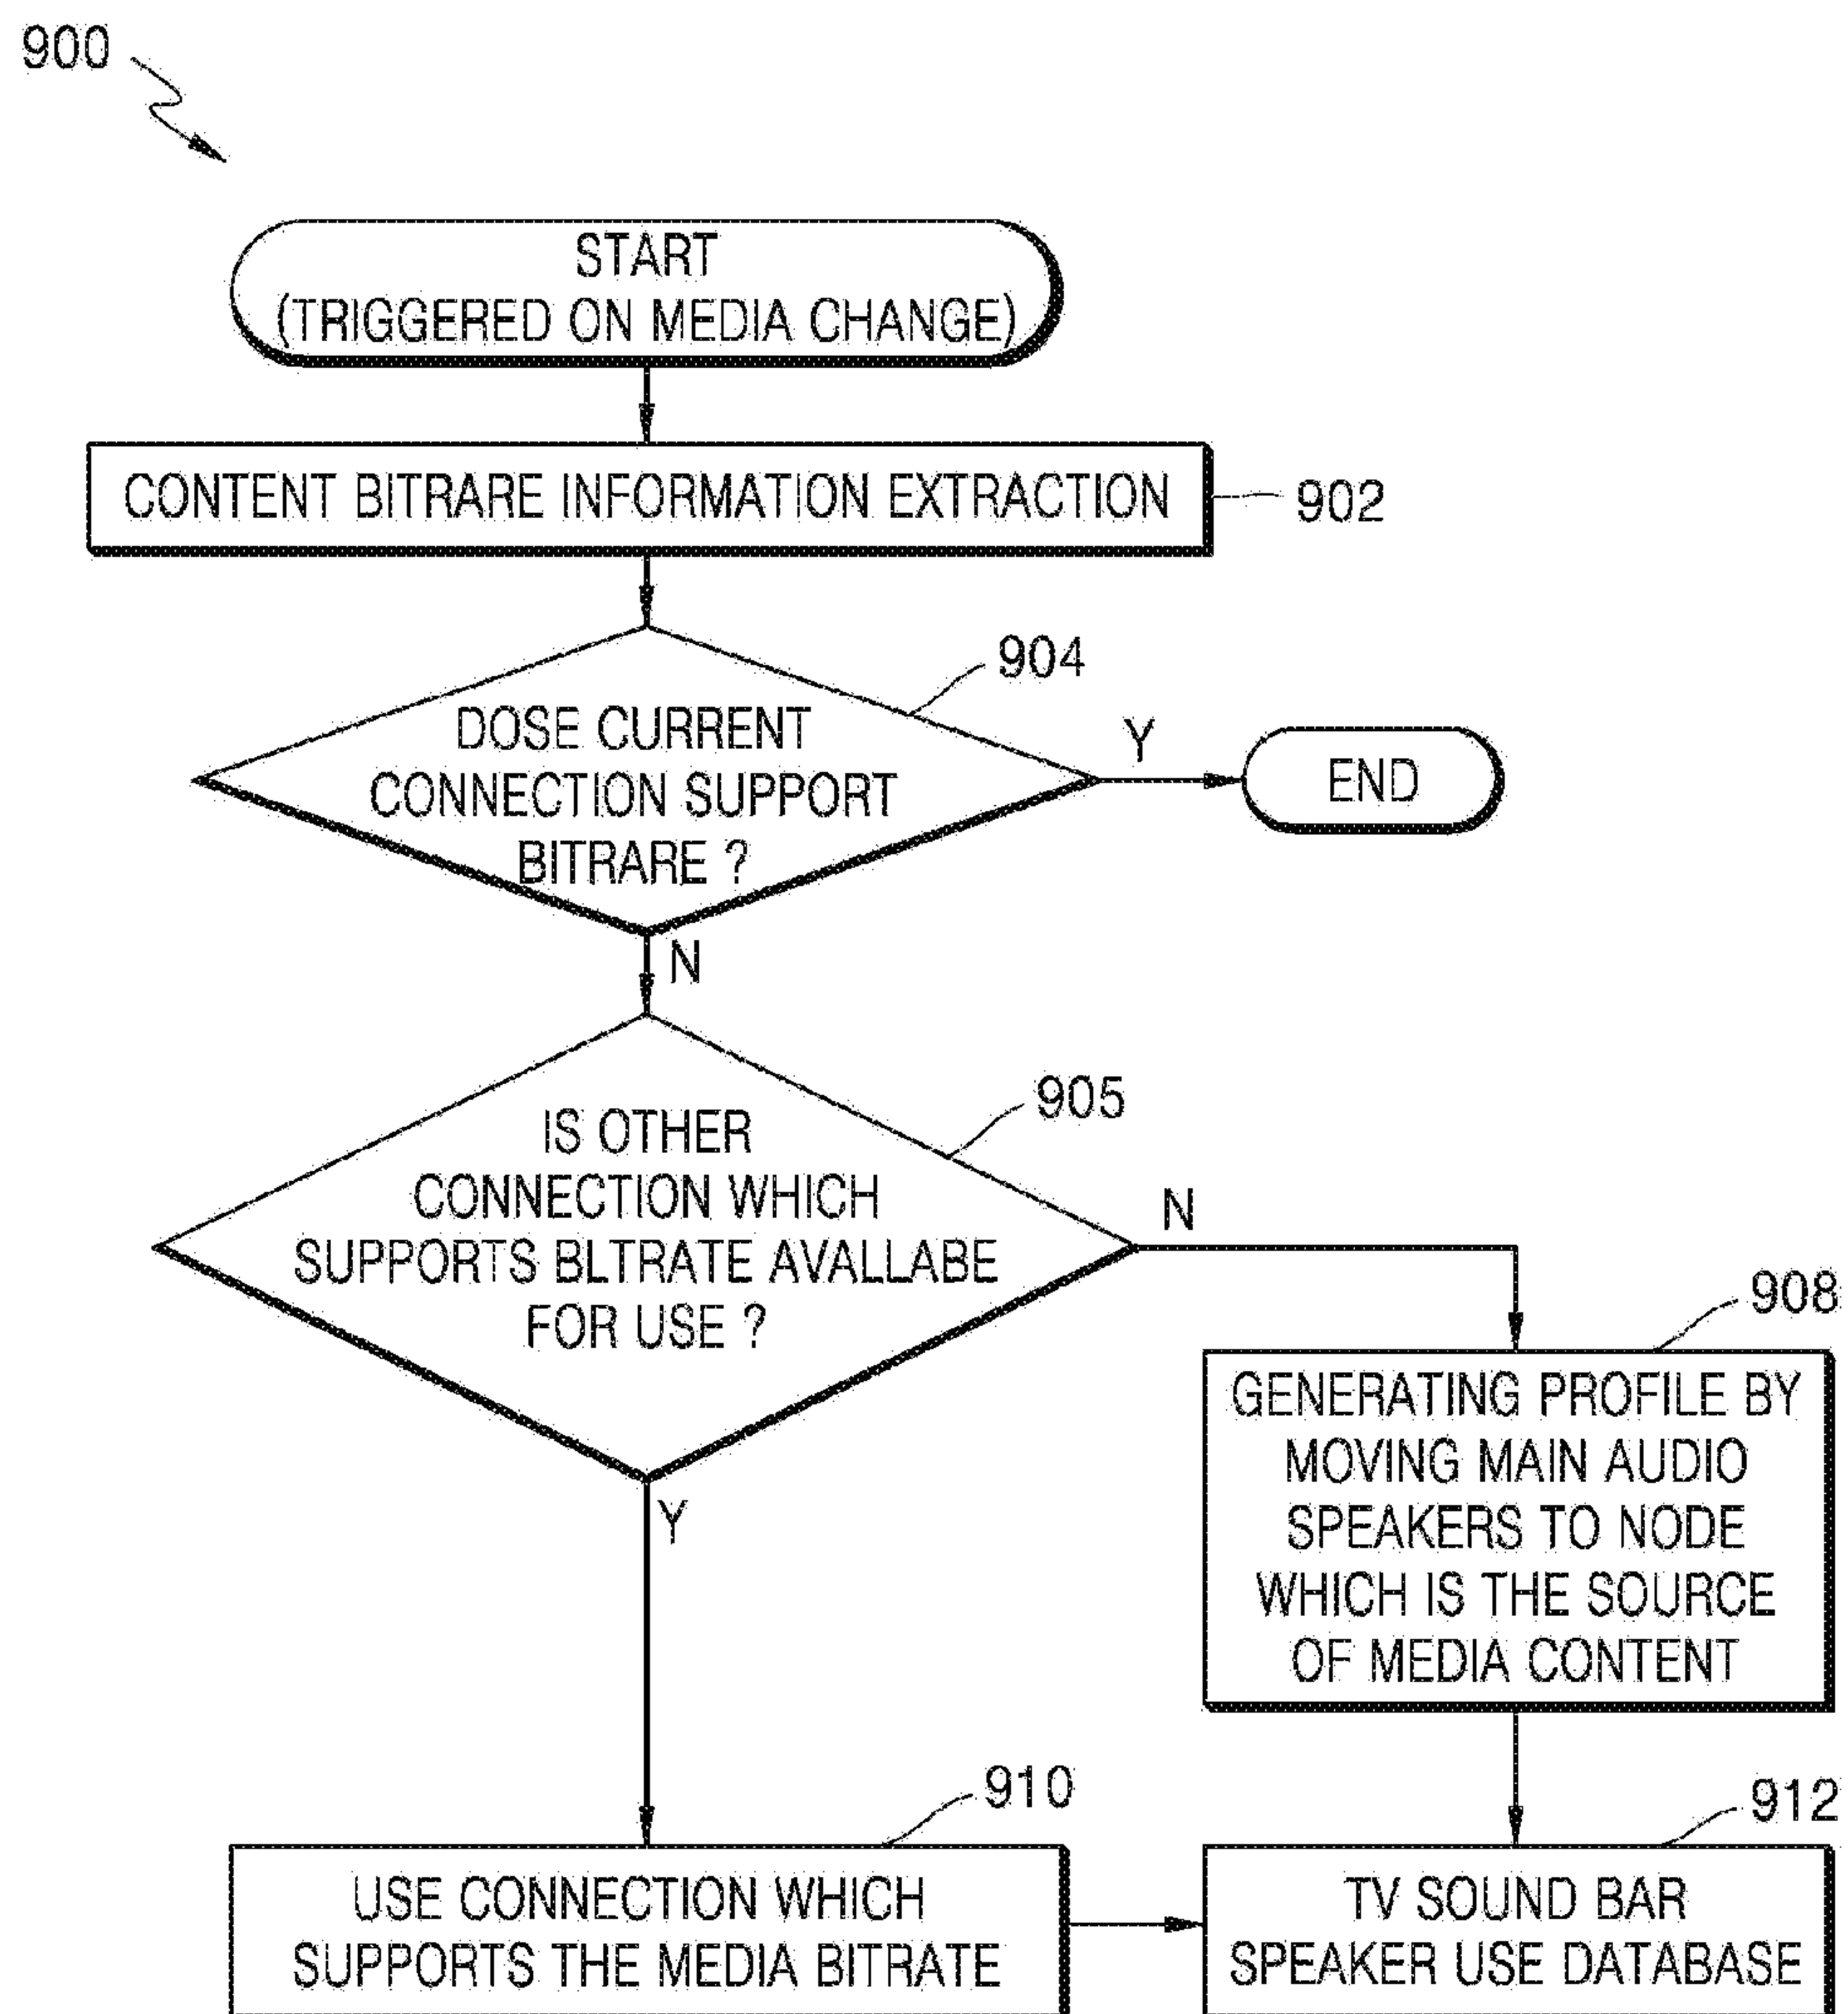 900
START
(TRIGGERED ON MEDIA CHANGE)
CONTENT BITRARE INFORMATION EXTRACTION
902
904
DOSE CURRENT
CONNECTION SUPPORT
BITRARE ?
Y
END
N
905
IS OTHER
CONNECTION WHICH
SUPPORTS BLTRATE AVALLABE
FOR USE ?
N
908
GENERATING PROFILE BY
MOVING MAIN AUDIO
SPEAKERS TO NODE
WHICH IS THE SOURCE
OF MEDIA CONTENT
Y
910
USE CONNECTION WHICH
SUPPORTS THE MEDIA BITRATE
912
TV SOUND BAR
SPEAKER USE DATABASE